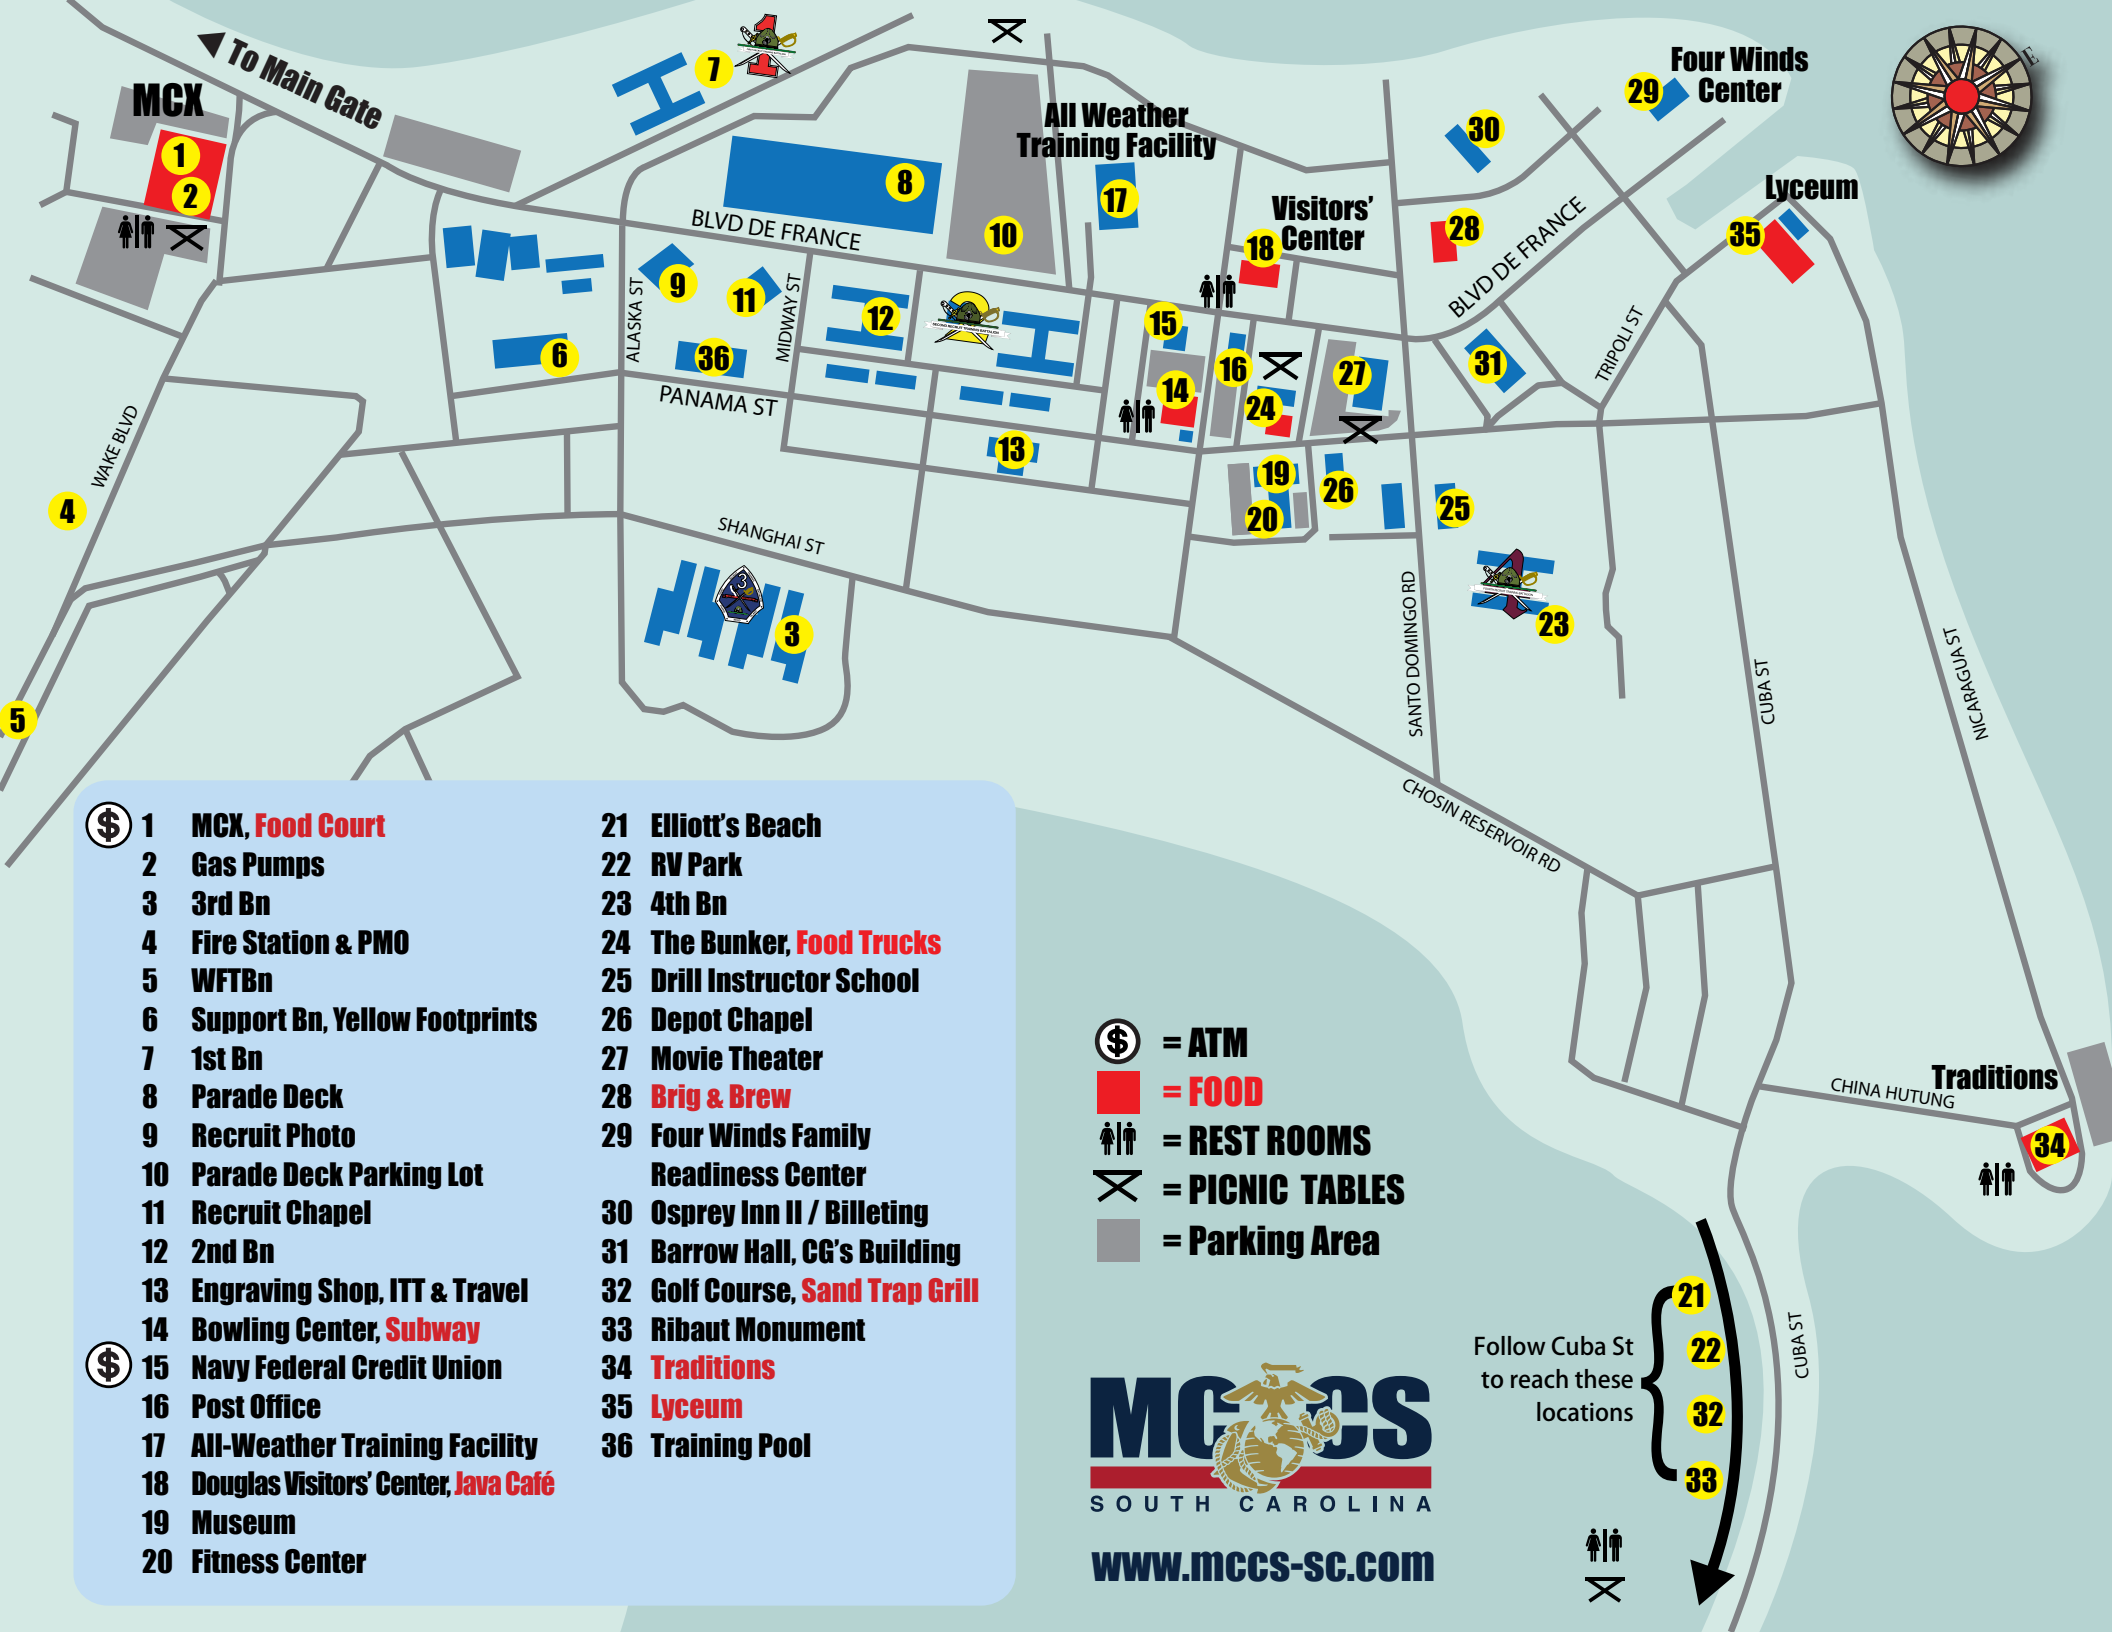 To Main Gate
MCX
1
2
7
8
All Weather
Training Facility
17
10
BLVD DE FRANCE
Four Winds
Center
29
30
E
Lyceum
35
Visitors'
Center
18
28
BLVD DE FRANCE
9
11
12
15
16
14
24
27
31
TRIPOLI ST
ALASKA ST
MIDWAY ST
6
36
PANAMA ST
13
19
20
26
25
WAKE BLVD
4
SHANGHAI ST
3
3
23
SANTO DOMINGO RD
CUBA ST
NICARAGUA ST
5
CHOSIN RESERVOIR RD
$ 1 MCX, Food Court
2 Gas Pumps
3 3rd Bn
4 Fire Station & PMO
5 WFTBn
6 Support Bn, Yellow Footprints
7 1st Bn
8 Parade Deck
9 Recruit Photo
10 Parade Deck Parking Lot
11 Recruit Chapel
12 2nd Bn
13 Engraving Shop, ITT & Travel
14 Bowling Center, Subway
$ 15 Navy Federal Credit Union
16 Post Office
17 All-Weather Training Facility
18 Douglas Visitors' Center, Java Café
19 Museum
20 Fitness Center
21 Elliott's Beach
22 RV Park
23 4th Bn
24 The Bunker, Food Trucks
25 Drill Instructor School
26 Depot Chapel
27 Movie Theater
28 Brig & Brew
29 Four Winds Family
Readiness Center
30 Osprey Inn II / Billeting
31 Barrow Hall, CG's Building
32 Golf Course, Sand Trap Grill
33 Ribaut Monument
34 Traditions
35 Lyceum
36 Training Pool
$ = ATM
= FOOD
= REST ROOMS
= PICNIC TABLES
= Parking Area
MCCS
SOUTH CAROLINA
www.mccs-sc.com
Traditions
CHINA HUTUNG
34
Follow Cuba St
to reach these
locations
21
22
32
33
CUBA ST